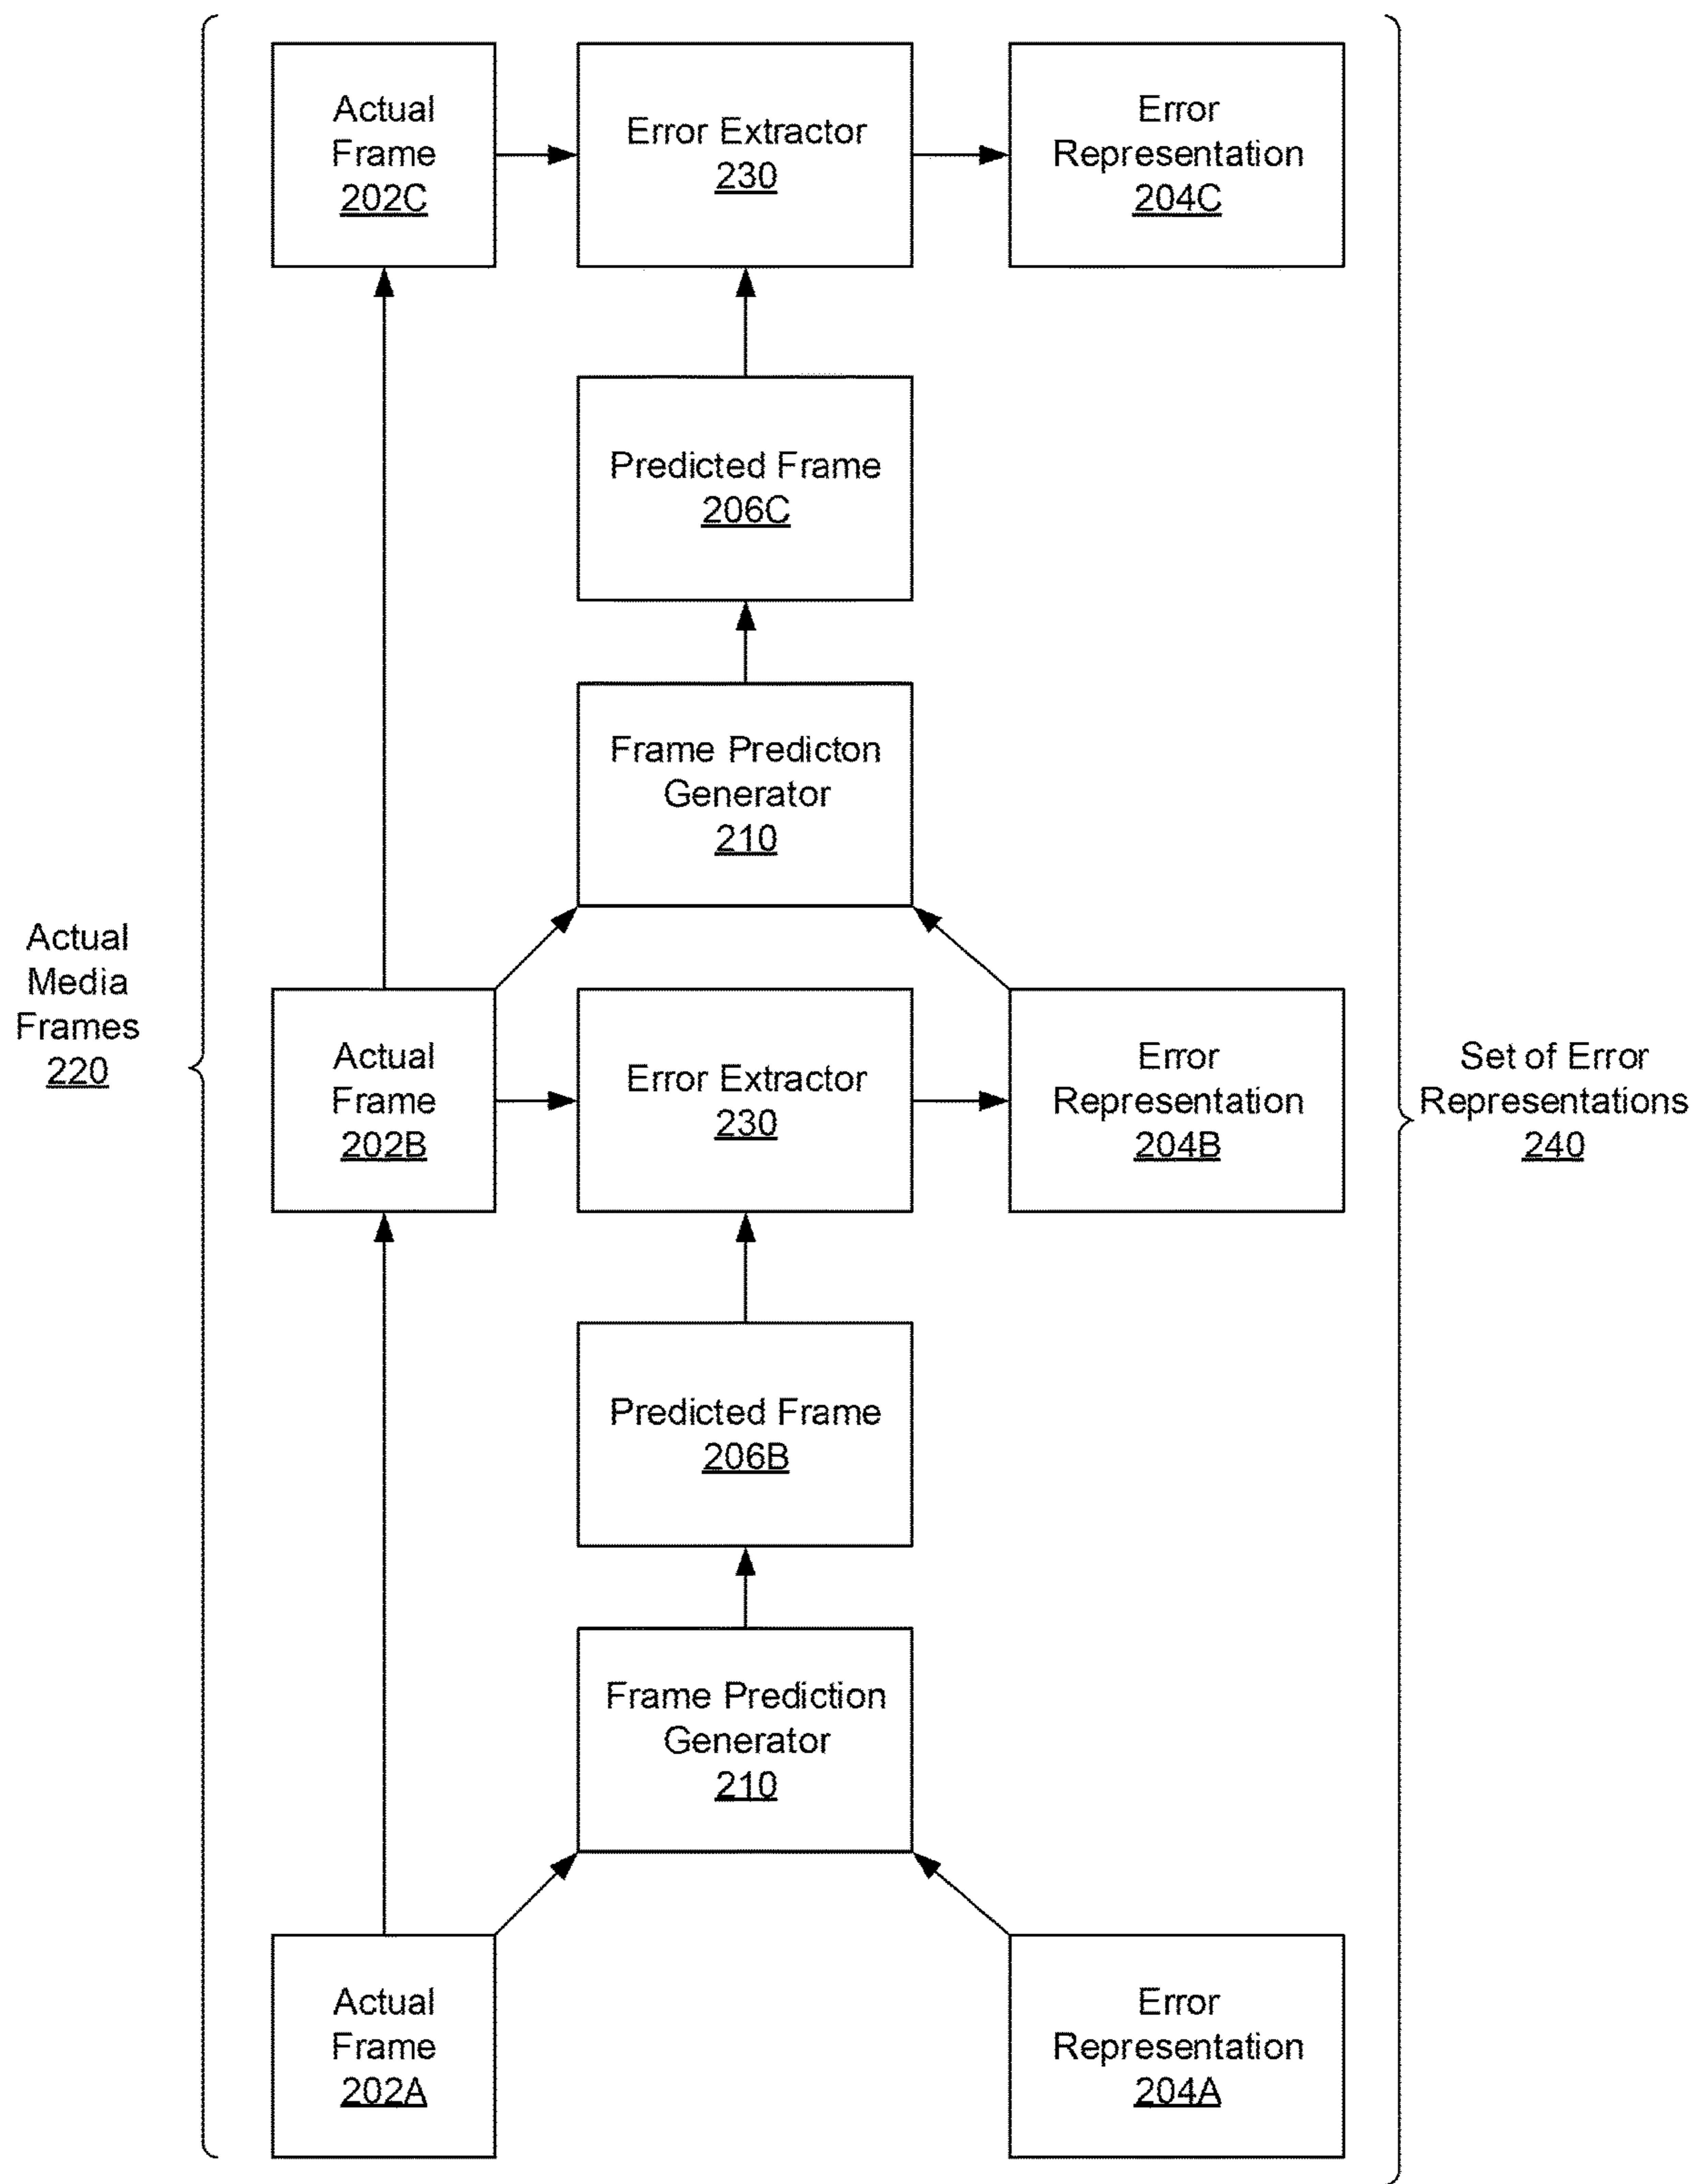 Actual
Frame
202C
Error Extractor
230
Error
Representation
204C
Predicted Frame
206C
Frame Predicton
Generator
210
Actual
Media
Frames
220
Actual
Frame
202B
Error Extractor
230
Error
Representation
204B
Set of Error
Representations
240
Predicted Frame
206B
Frame Prediction
Generator
210
Actual
Frame
202A
Error
Representation
204A